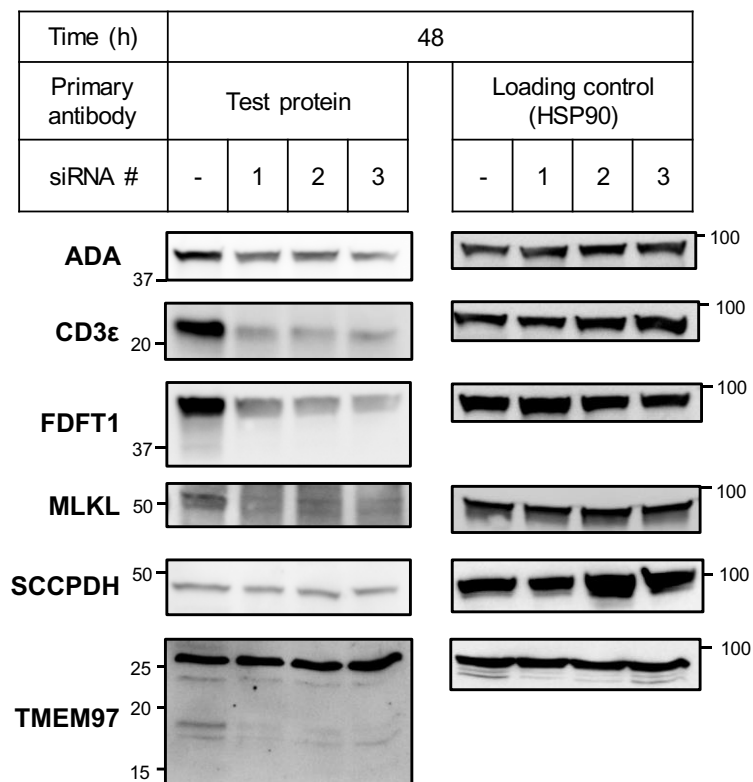 Time (h) 48
Primary antibody Test protein Loading control (HSP90)
siRNA # - 1 2 3 - 1 2 3
ADA 37 100
CD3ε 20 100
FDFT1 37 100
MLKL 50 100
SCCPDH 50 100
TMEM97 25 20 15 100